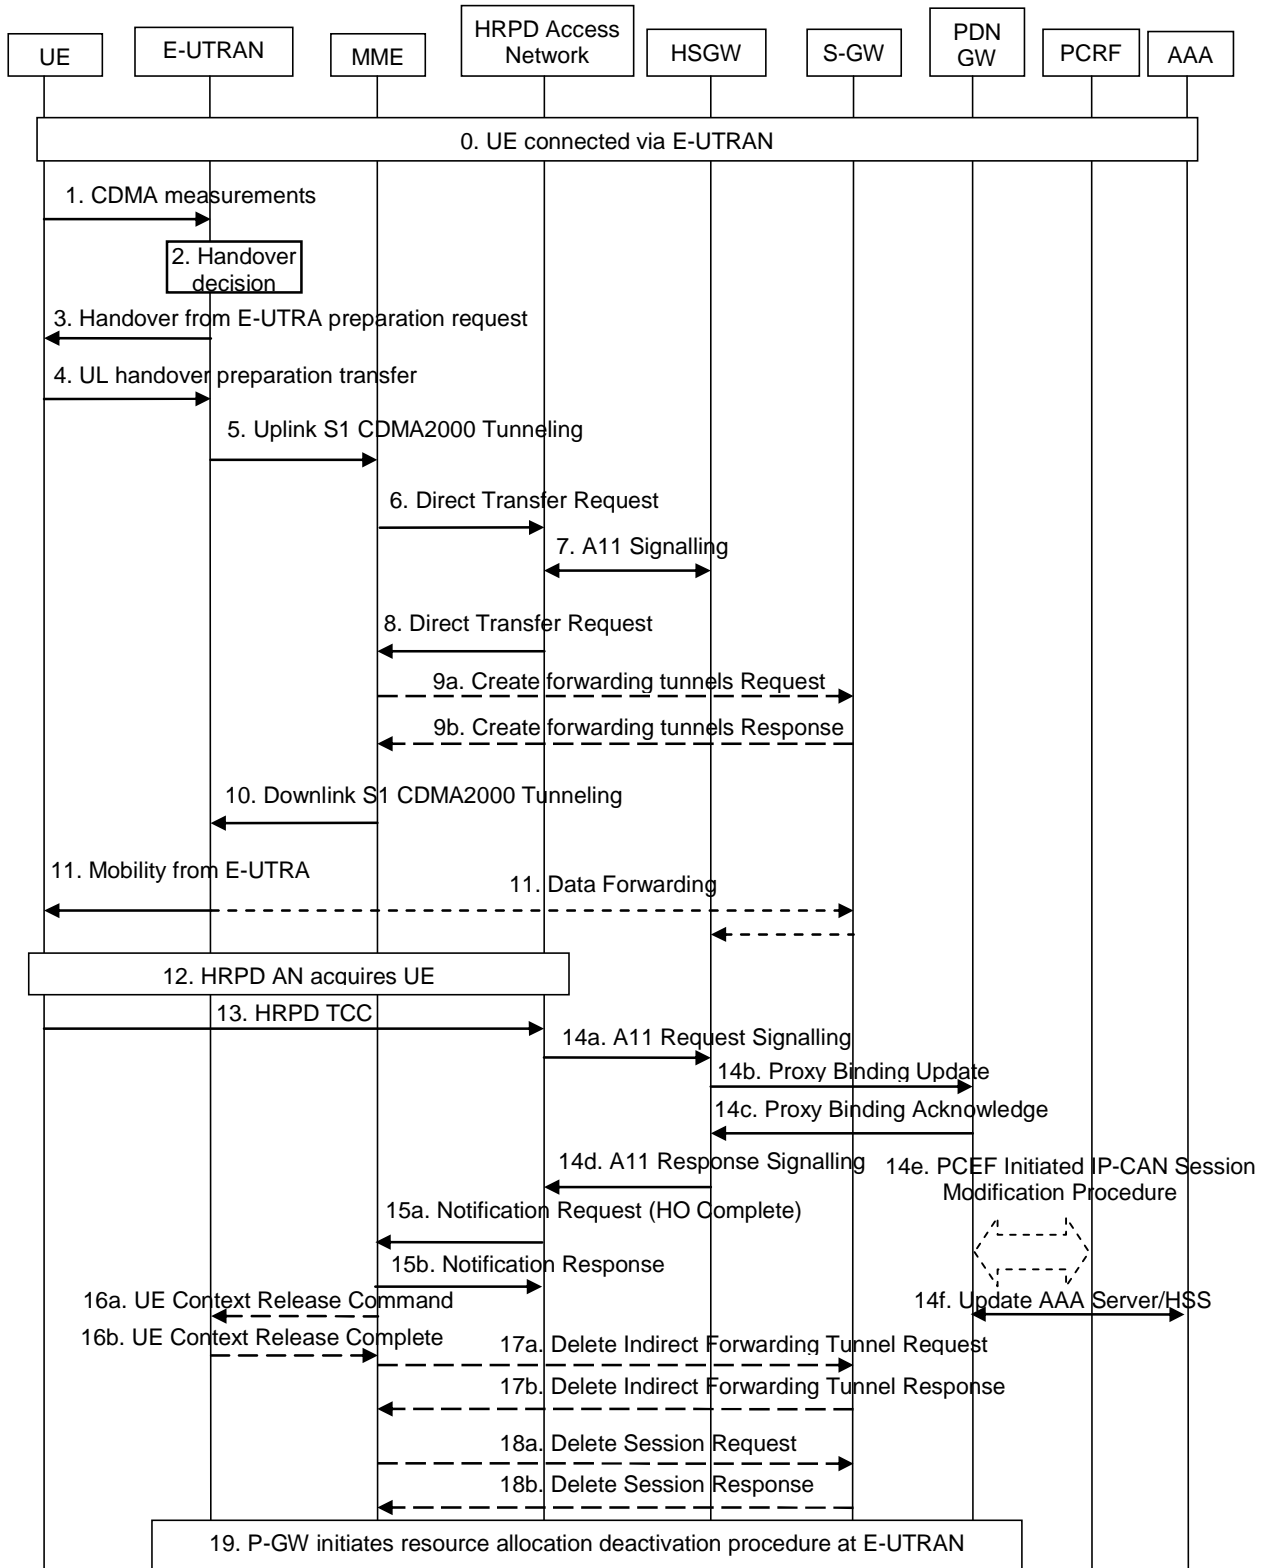 UE
E-UTRAN
MME
HRPD Access
Network
HSGW
S-GW
PDN
GW
PCRF
AAA
0. UE connected via E-UTRAN
1. CDMA measurements
2. Handover
decision
3. Handover from E-UTRA preparation request
4. UL handover preparation transfer
5. Uplink S1 CDMA2000 Tunneling
6. Direct Transfer Request
7. A11 Signalling
8. Direct Transfer Request
9a. Create forwarding tunnels Request
9b. Create forwarding tunnels Response
10. Downlink S1 CDMA2000 Tunneling
11. Mobility from E-UTRA
11. Data Forwarding
12. HRPD AN acquires UE
13. HRPD TCC
14a. A11 Request Signalling
14b. Proxy Binding Update
14c. Proxy Binding Acknowledge
14d. A11 Response Signalling
14e. PCEF Initiated IP-CAN Session
Modification Procedure
15a. Notification Request (HO Complete)
15b. Notification Response
14f. Update AAA Server/HSS
16a. UE Context Release Command
16b. UE Context Release Complete
17a. Delete Indirect Forwarding Tunnel Request
17b. Delete Indirect Forwarding Tunnel Response
18a. Delete Session Request
18b. Delete Session Response
19. P-GW initiates resource allocation deactivation procedure at E-UTRAN